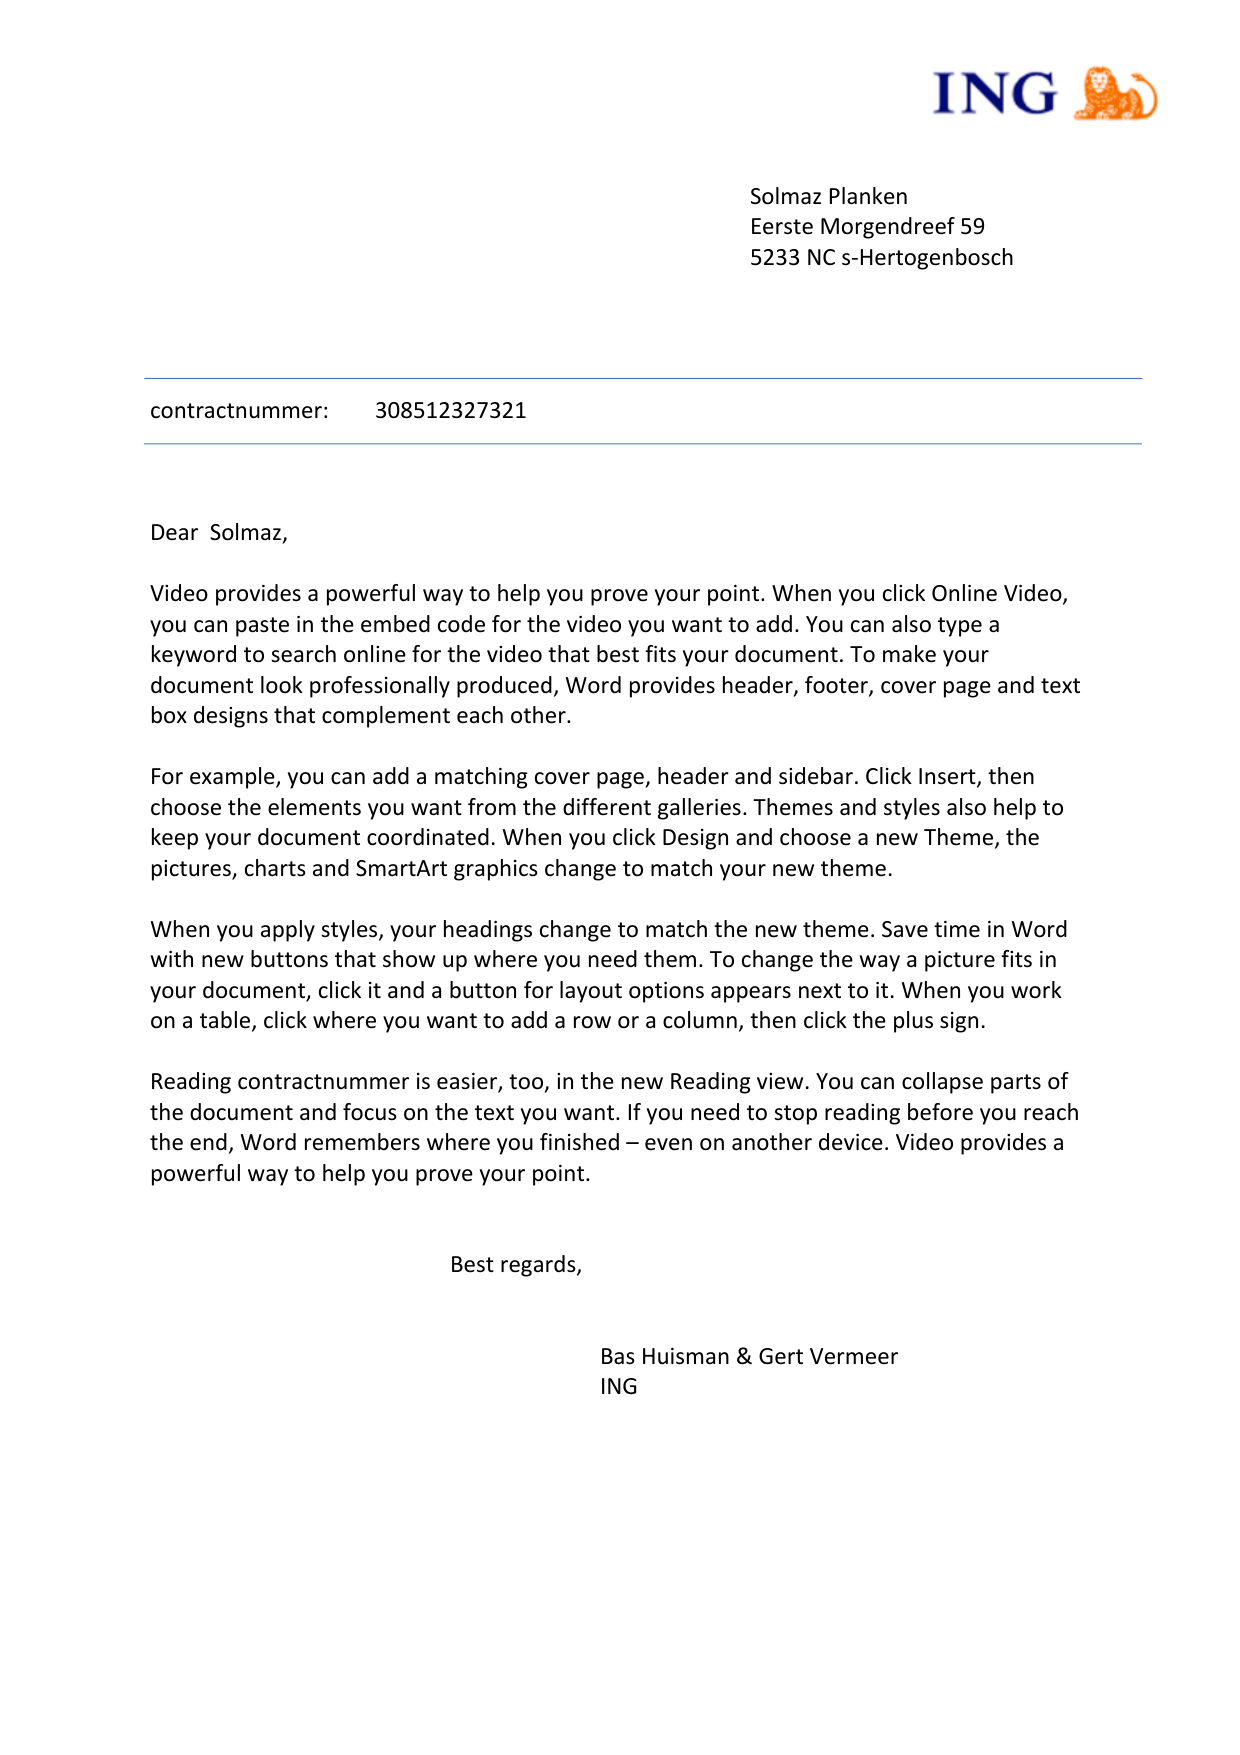 ING
Solmaz Planken
Eerste Morgendreef 59
5233 NC s-Hertogenbosch
contractnummer: 308512327321
Dear Solmaz,
Video provides a powerful way to help you prove your point. When you click Online Video,
you can paste in the embed code for the video you want to add. You can also type a
keyword to search online for the video that best fits your document. To make your
document look professionally produced, Word provides header, footer, cover page and text
box designs that complement each other.
For example, you can add a matching cover page, header and sidebar. Click Insert, then
choose the elements you want from the different galleries. Themes and styles also help to
keep your document coordinated. When you click Design and choose a new Theme, the
pictures, charts and SmartArt graphics change to match your new theme.
When you apply styles, your headings change to match the new theme. Save time in Word
with new buttons that show up where you need them. To change the way a picture fits in
your document, click it and a button for layout options appears next to it. When you work
on a table, click where you want to add a row or a column, then click the plus sign.
Reading contractnummer is easier, too, in the new Reading view. You can collapse parts of
the document and focus on the text you want. If you need to stop reading before you reach
the end, Word remembers where you finished – even on another device. Video provides a
powerful way to help you prove your point.
Best regards,
Bas Huisman & Gert Vermeer
ING